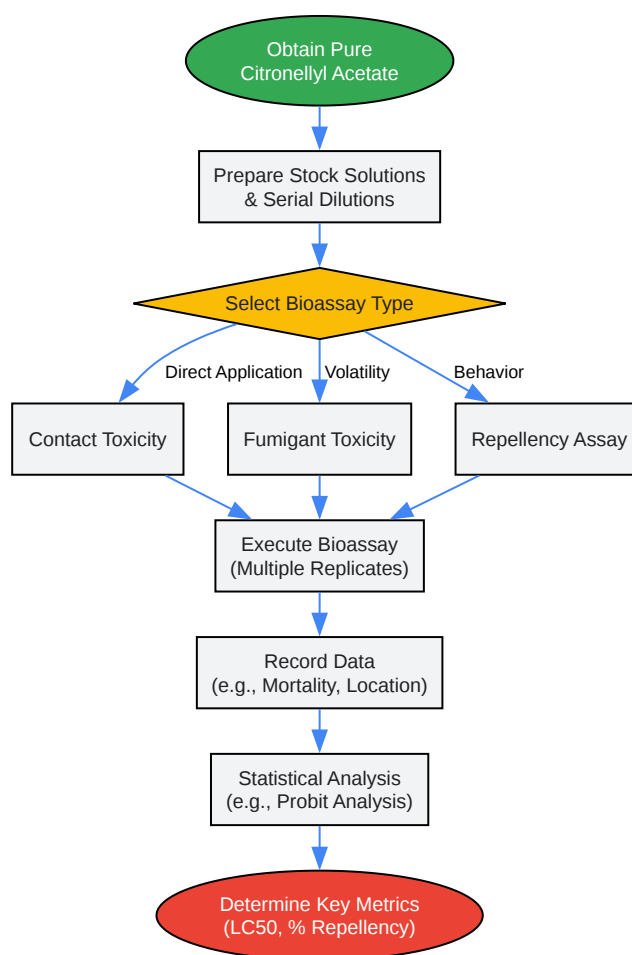 Obtain Pure
Citronellyl Acetate
Prepare Stock Solutions
& Serial Dilutions
Select Bioassay Type
Direct Application
Volatility
Behavior
Contact Toxicity
Fumigant Toxicity
Repellency Assay
Execute Bioassay
(Multiple Replicates)
Record Data
(e.g., Mortality, Location)
Statistical Analysis
(e.g., Probit Analysis)
Determine Key Metrics
(LC50, % Repellency)